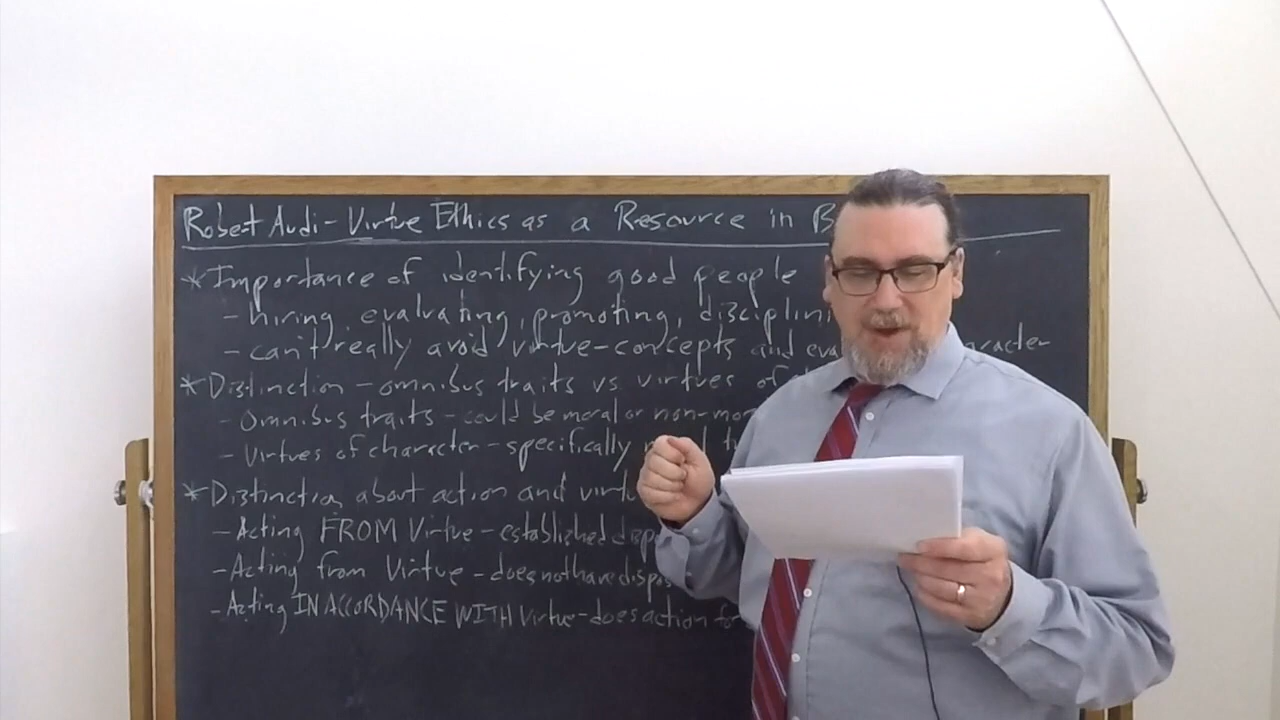 Robert Audi - Virtue Ethics as a Resource in B
* Importance of identifying good people
- hiring, evaluating, promoting, disciplini
- can't really avoid virtue-concepts and eva racter
* Distinction - omnibus traits vs virtues of
- Omnibus traits - could be moral or non-mor
- Virtues of character - specifically
* Distinction about action and virtu
- Acting FROM Virtue - established disp
- Acting from Virtue - does not have dispos
- Acting IN ACCORDANCE WITH Virtue - does action for